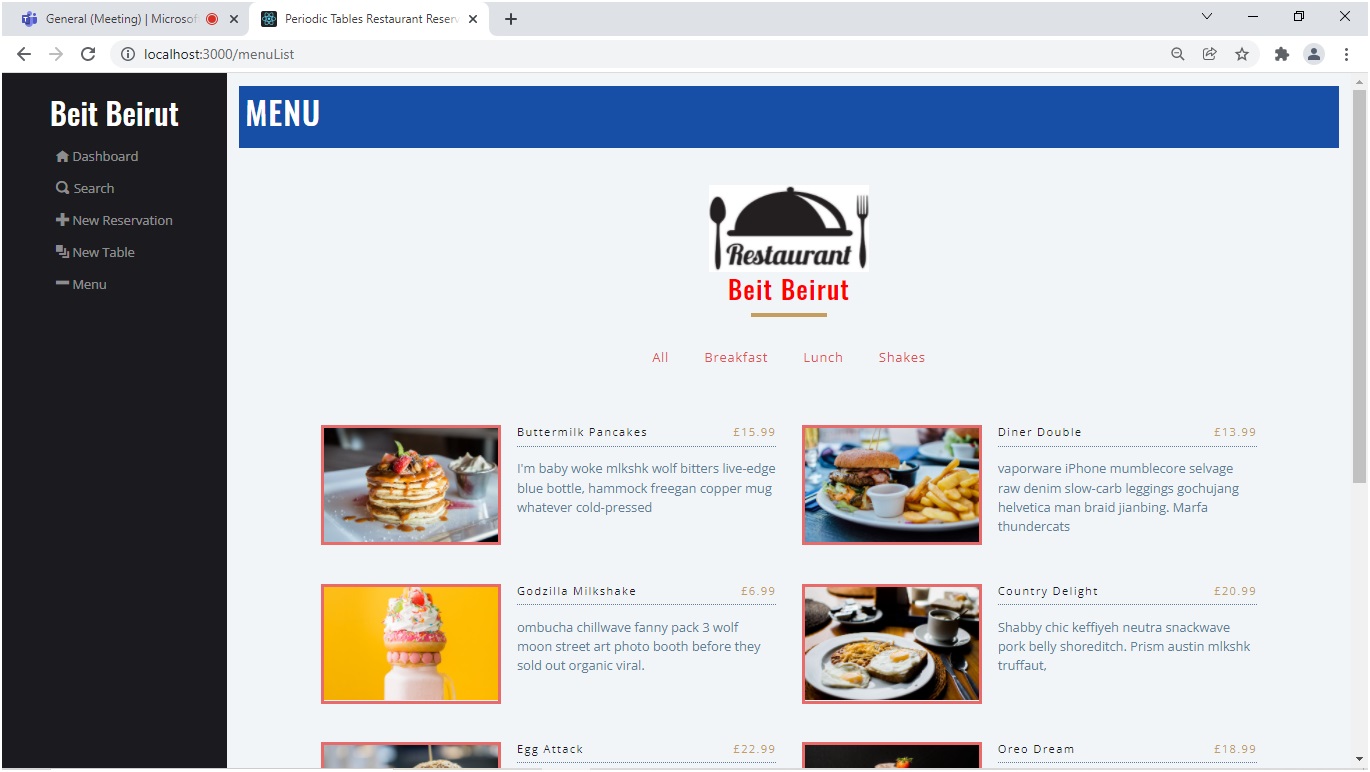 General (Meeting) | Microsof
Periodic Tables Restaurant Reserv
localhost:3000/menuList
Beit Beirut
Dashboard
Search
New Reservation
New Table
Menu
MENU
Restaurant
Beit Beirut
All Breakfast Lunch Shakes
Buttermilk Pancakes £15.99
I'm baby woke mlkshk wolf bitters live-edge
blue bottle, hammock freegan copper mug
whatever cold-pressed
Diner Double £13.99
vaporware iPhone mumblecore selvage
raw denim slow-carb leggings gochujang
helvetica man braid jianbing. Marfa
thundercats
Godzilla Milkshake £6.99
ombucha chillwave fanny pack 3 wolf
moon street art photo booth before they
sold out organic viral.
Country Delight £20.99
Shabby chic keffiyeh neutra snackwave
pork belly shoreditch. Prism austin mlkshk
truffaut,
Egg Attack £22.99
Oreo Dream £18.99